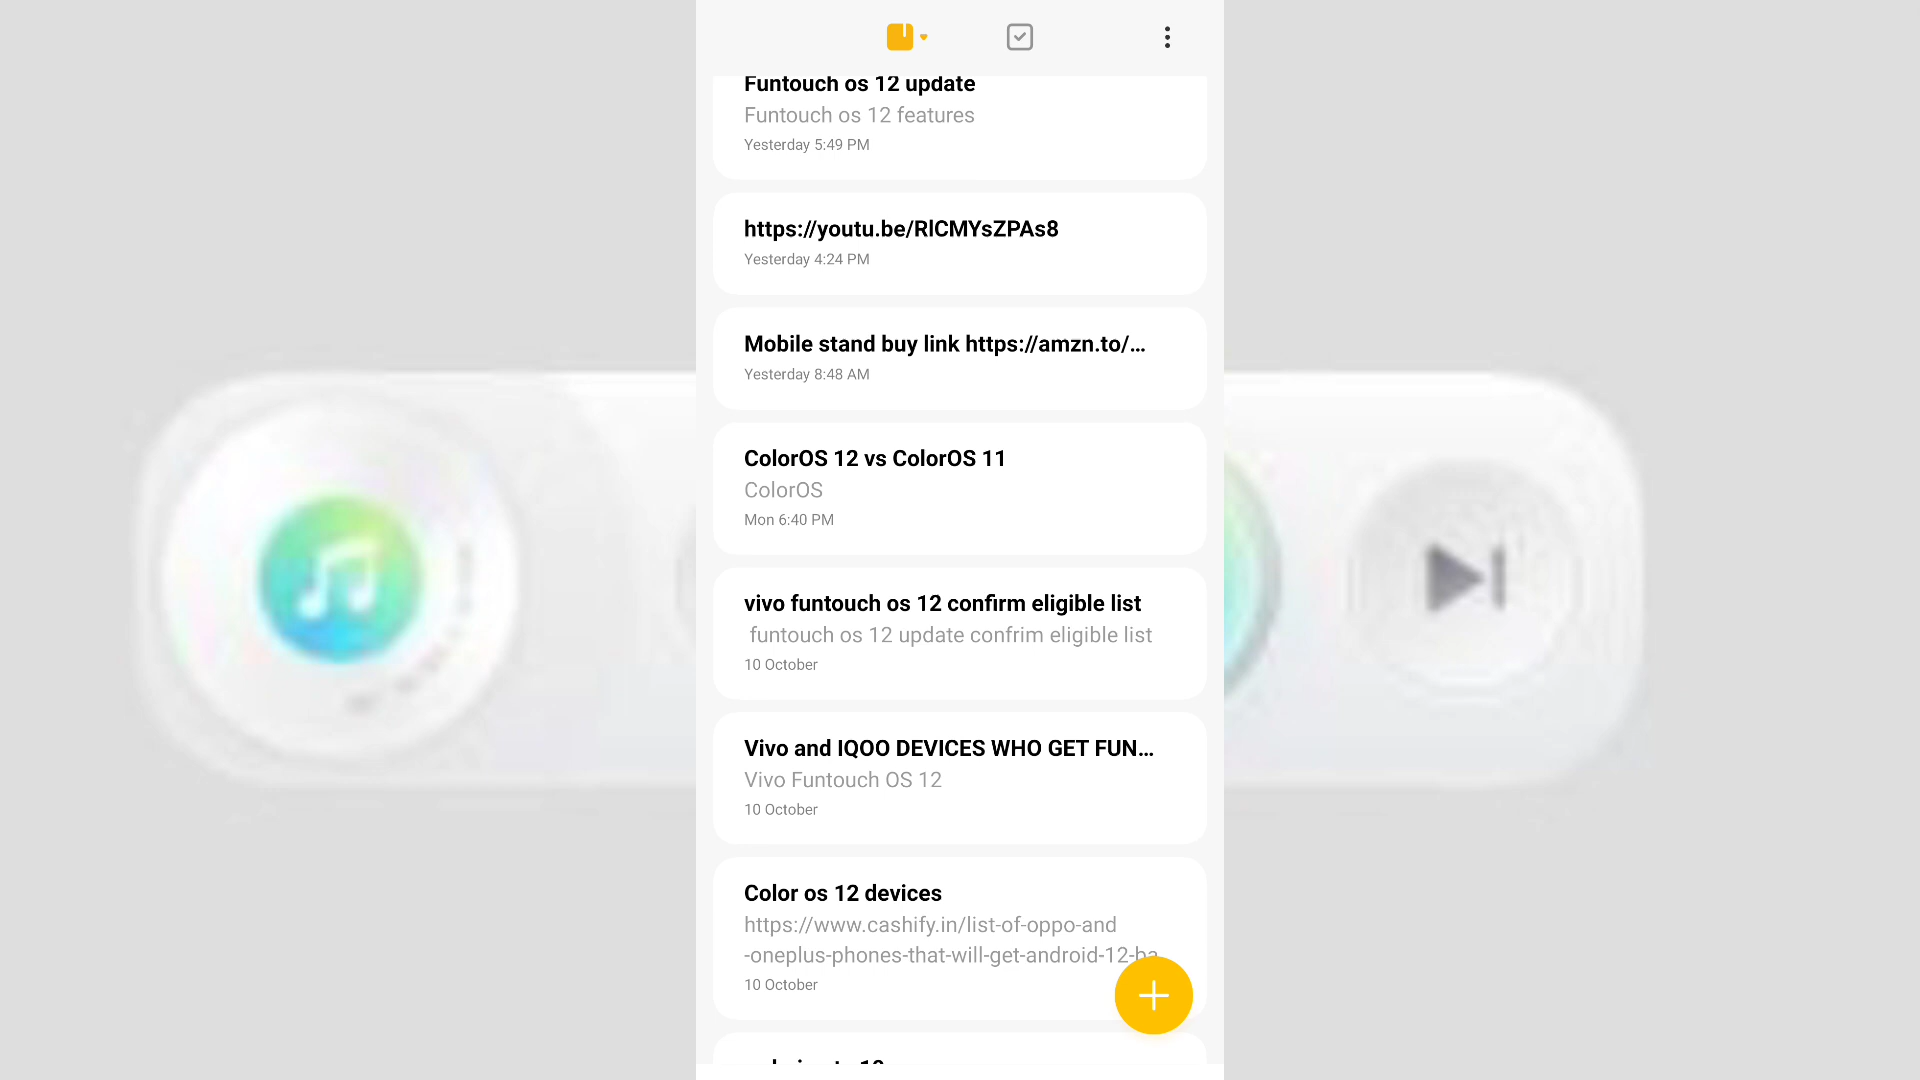 Funtouch os 12 update
Funtouch os 12 features
Yesterday 5:49 PM
https://youtu.be/RlCMYsZPAs8
Yesterday 4:24 PM
Mobile stand buy link https://amzn.to/...
Yesterday 8:48 AM
ColorOS 12 vs ColorOS 11
ColorOS
Mon 6:40 PM
vivo funtouch os 12 confirm eligible list
funtouch os 12 update confrim eligible list
10 October
Vivo and IQOO DEVICES WHO GET FUN...
Vivo Funtouch OS 12
10 October
Color os 12 devices
https://www.cashify.in/list-of-oppo-and
-oneplus-phones-that-will-get-android-12-ba
10 October